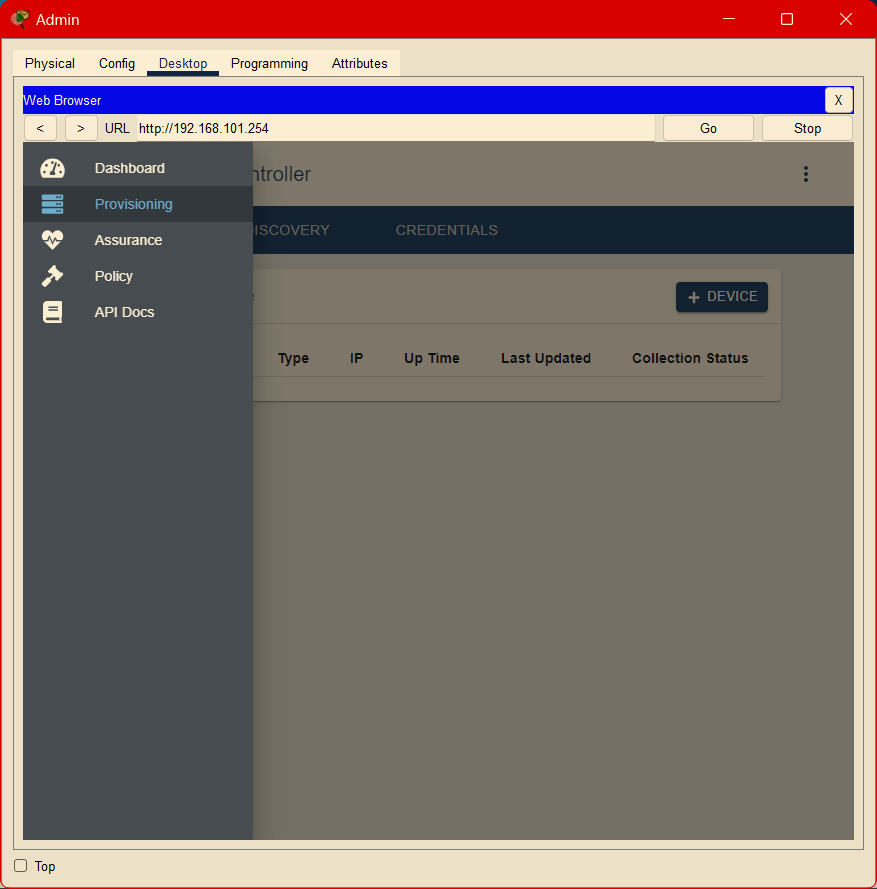 Admin
Physical Config Desktop Programming Attributes
Web Browser X
< > URL http://192.168.101.254 Go Stop
Dashboard ntroller
Provisioning ISCOVERY CREDENTIALS
Assurance
Policy + DEVICE
API Docs
Type IP Up Time Last Updated Collection Status
Top